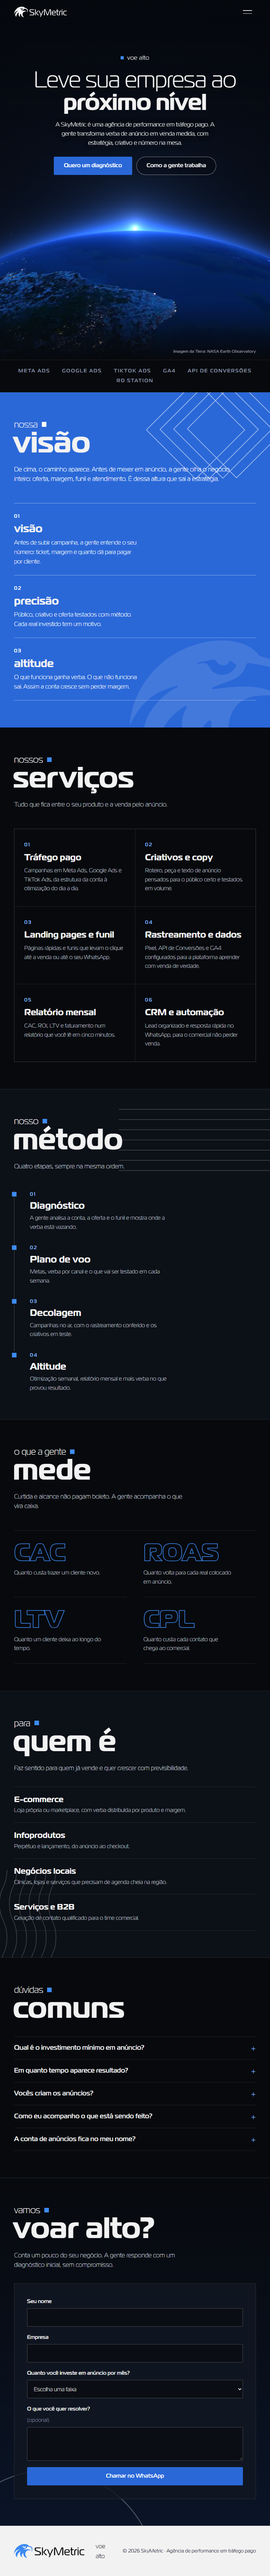 SkyMetric
voe alto
Leve sua empresa ao
próximo nível
A SkyMetric é uma agência de performance em tráfego pago. A
gente transforma verba de anúncio em venda medida, com
estratégia, criativo e número na mesa.
Quero um diagnóstico
Como a gente trabalha
Imagem da Terra: NASA Earth Observatory
META ADS GOOGLE ADS TIKTOK ADS GA4 API DE CONVERSÕES
RD STATION
nossa
visão
De cima, o caminho aparece. Antes de mexer em anúncio, a gente olha o negócio
inteiro: oferta, margem, funil e atendimento. É dessa altura que sai a estratégia.
01
visão
Antes de subir campanha, a gente entende o seu
número: ticket, margem e quanto dá para pagar
por cliente.
02
precisão
Público, criativo e oferta testados com método.
Cada real investido tem um motivo.
03
altitude
O que funciona ganha verba. O que não funciona
sai. Assim a conta cresce sem perder margem.
nossos
serviços
Tudo que fica entre o seu produto e a venda pelo anúncio.
01
Tráfego pago
Campanhas em Meta Ads, Google Ads e
TikTok Ads, da estrutura da conta à
otimização do dia a dia.
02
Criativos e copy
Roteiro, peça e texto de anúncio
pensados para o público certo e testados
em volume.
03
Landing pages e funil
Páginas rápidas e funis que levam o clique
até a venda ou até o seu WhatsApp.
04
Rastreamento e dados
Pixel, API de Conversões e GA4
configurados para a plataforma aprender
com venda de verdade.
05
Relatório mensal
CAC, ROI, LTV e faturamento num
relatório que você lê em cinco minutos.
06
CRM e automação
Lead organizado e resposta rápida no
WhatsApp, para o comercial não perder
venda.
nosso
método
Quatro etapas, sempre na mesma ordem.
01
Diagnóstico
A gente analisa a conta, a oferta e o funil e mostra onde a
verba está vazando.
02
Plano de voo
Metas, verba por canal e o que vai ser testado em cada
semana.
03
Decolagem
Campanhas no ar, com o rastreamento conferido e os
criativos em teste.
04
Altitude
Otimização semanal, relatório mensal e mais verba no que
provou resultado.
o que a gente
mede
Curtida e alcance não pagam boleto. A gente acompanha o que
vira caixa.
CAC
Quanto custa trazer um cliente novo.
ROAS
Quanto volta para cada real colocado
em anúncio.
LTV
Quanto um cliente deixa ao longo do
tempo.
CPL
Quanto custa cada contato que
chega ao comercial.
para
quem é
Faz sentido para quem já vende e quer crescer com previsibilidade.
E-commerce
Loja própria ou marketplace, com verba distribuída por produto e margem.
Infoprodutos
Perpétuo e lançamento, do anúncio ao checkout.
Negócios locais
Clínicas, lojas e serviços que precisam de agenda cheia na região.
Serviços e B2B
Geração de contato qualificado para o time comercial.
dúvidas
comuns
Qual é o investimento mínimo em anúncio? +
Em quanto tempo aparece resultado? +
Vocês criam os anúncios? +
Como eu acompanho o que está sendo feito? +
A conta de anúncios fica no meu nome? +
vamos
voar alto?
Conta um pouco do seu negócio. A gente responde com um
diagnóstico inicial, sem compromisso.
Seu nome
Empresa
Quanto você investe em anúncio por mês?
Escolha uma faixa
O que você quer resolver?
(opcional)
Chamar no WhatsApp
SkyMetric
voe
alto
© 2026 SkyMetric · Agência de performance em tráfego pago